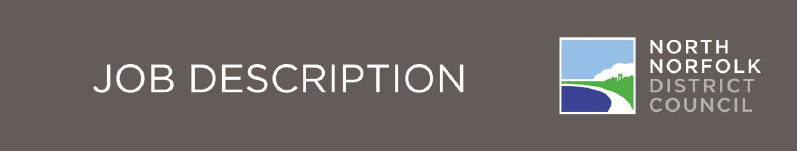 JOB DESCRIPTION
NORTH
NORFOLK
DISTRICT
COUNCIL